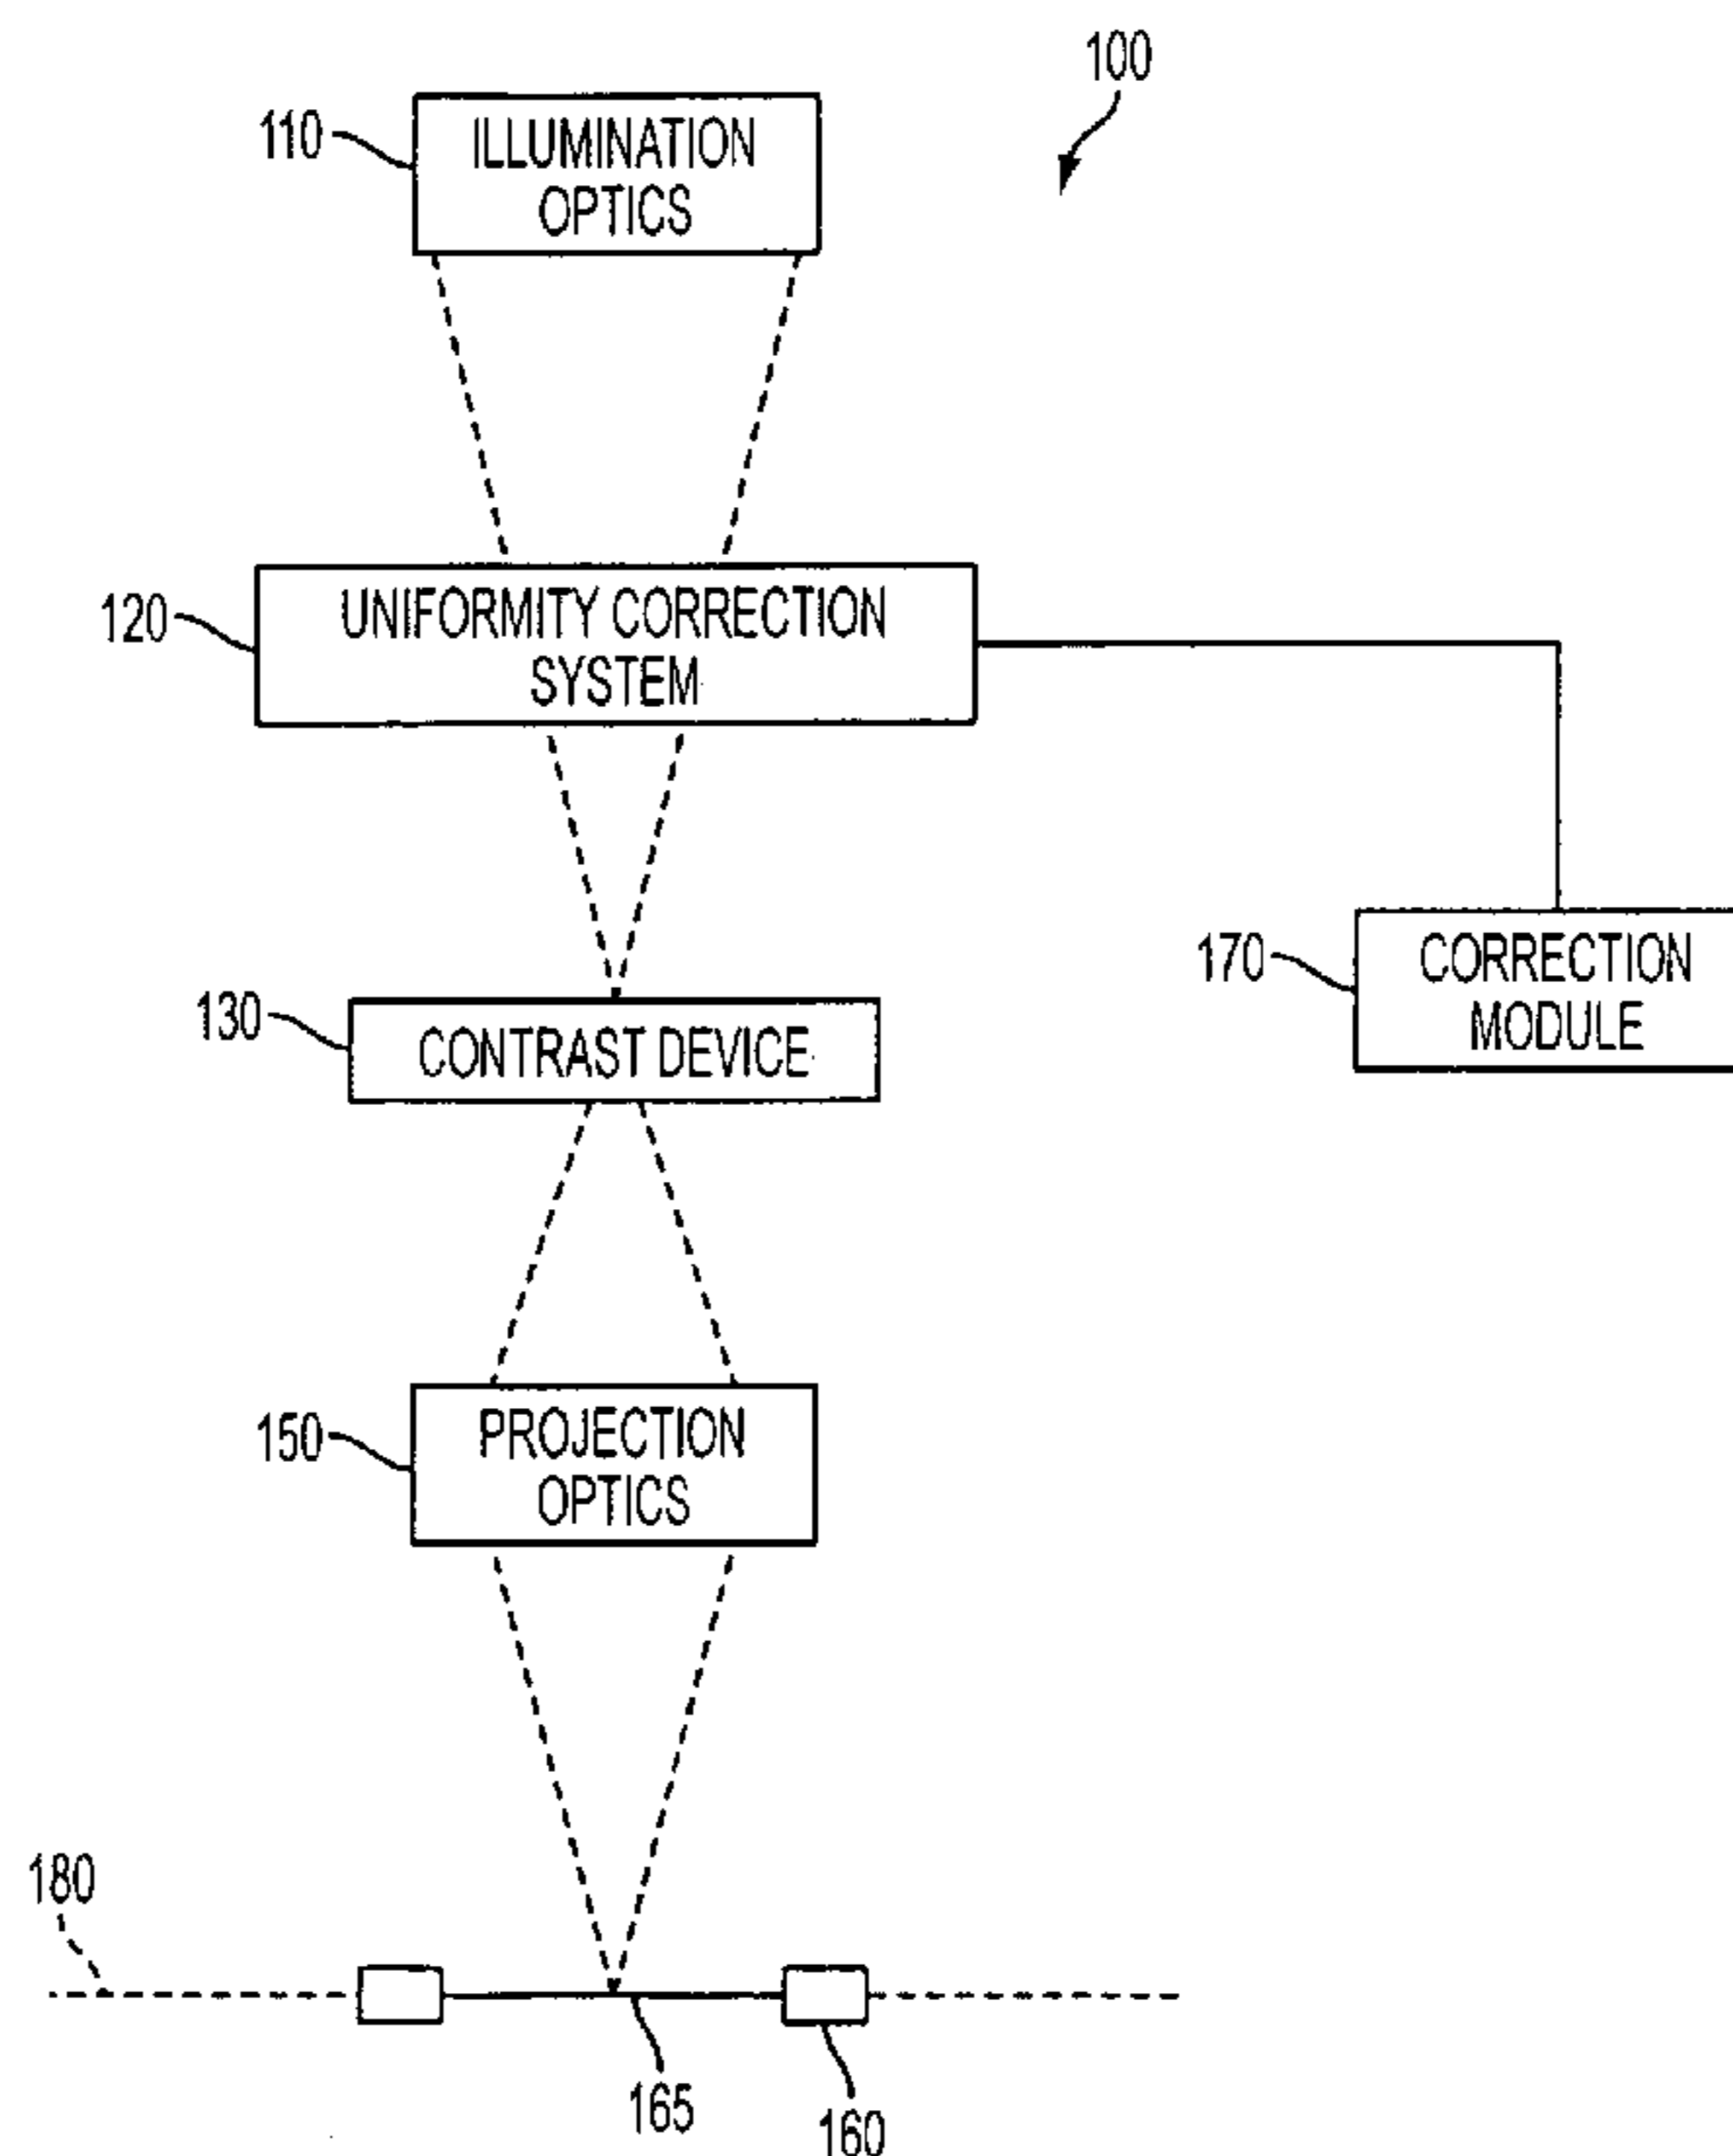 100
110
ILLUMINATION
OPTICS
120
UNIFORMITY CORRECTION
SYSTEM
170
CORRECTION
MODULE
130
CONTRAST DEVICE
150
PROJECTION
OPTICS
180
165
160